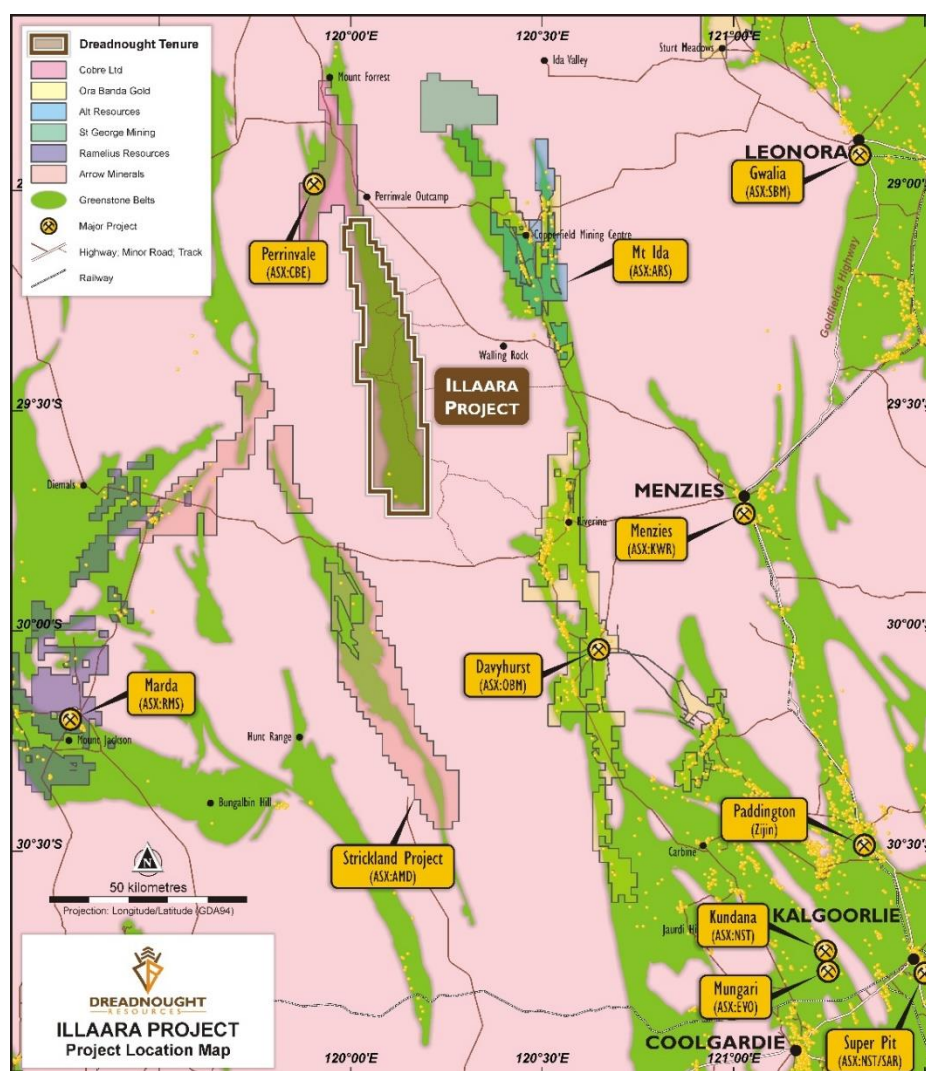 120°00'E
120°30'E
121°00'E
Dreadnought Tenure
Cobre Ltd
Ora Banda Gold
Alt Resources
St George Mining
Ramelius Resources
Arrow Minerals
Greenstone Belts
Major Project
Highway; Minor Road; Track
Railway
Sturt Meadows
Ida Valley
Mount Forrest
LEONORA
Gwalia
(ASX:SBM)
29°00'S
Perrinvale Outcamp
Perrinvale
(ASX:CBE)
Copperfield Mining Centre
Mt Ida
(ASX:ARS)
Goldfields Highway
Walling Rock
ILLAARA
PROJECT
29°30'S
29°30'S
Diemals
MENZIES
Menzies
(ASX:KWR)
Riverina
30°00'S
30°00'S
Davyhurst
(ASX:OBM)
Marda
(ASX:RMS)
Mount Jackson
Hunt Range
Bungalbin Hill
Paddington
(Zijin)
30°30'S
30°30'S
Carbine
Strickland Project
(ASX:AMD)
N
50 kilometres
Projection: Longitude/Latitude (GDA94)
Kundana
(ASX:NST)
KALGOORLIE
Jaurdi
Mungari
(ASX:EVO)
Super Pit
(ASX:NST/SAR)
COOLGARDIE
DREADNOUGHT
RESOURCES
ILLAARA PROJECT
Project Location Map
120°00'E
120°30'E
121°00'E